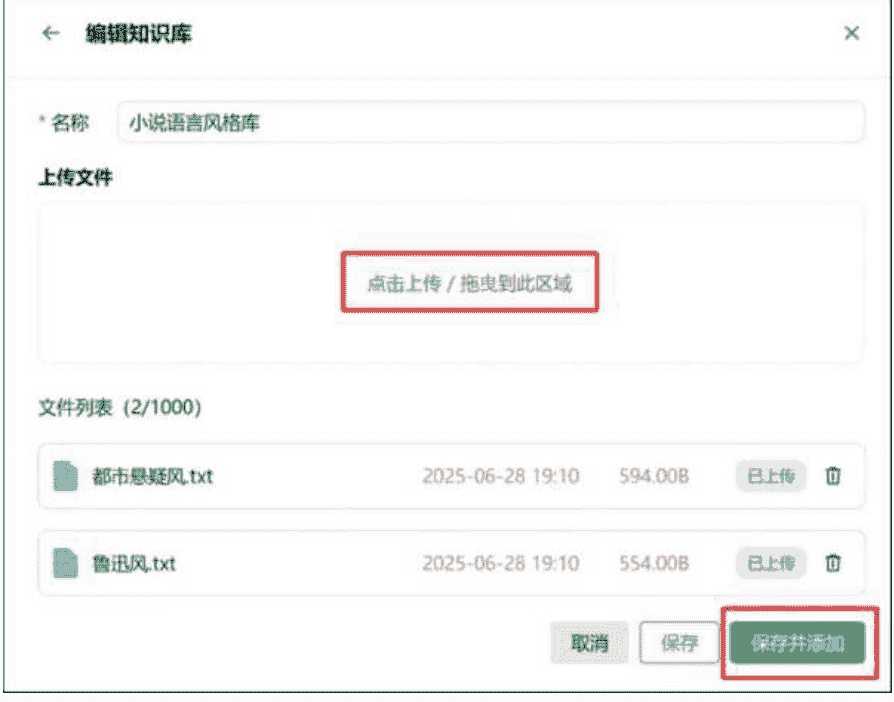 ← 编辑知识库 ×
* 名称 小说语言风格库
上传文件
点击上传 / 拖曳到此区域
文件列表（2/1000）
都市悬疑风.txt 2025-06-28 19:10 594.00B 已上传
鲁迅风.txt 2025-06-28 19:10 554.00B 已上传
取消 保存 保存并添加